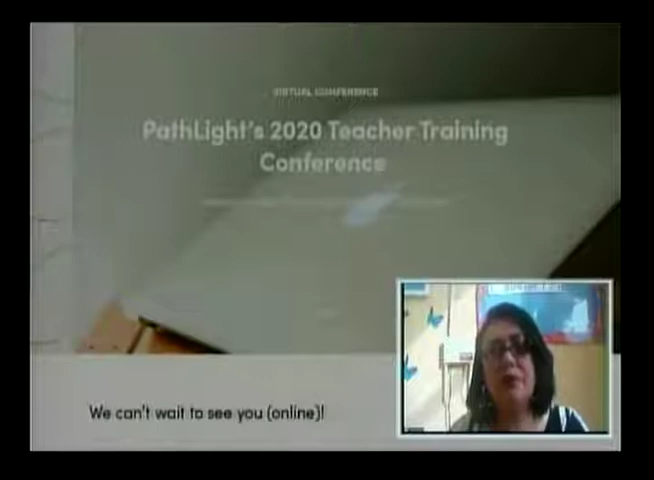 VIRTUAL CONFERENCE
PathLight's 2020 Teacher Training
Conference
We can't wait to see you (online)!